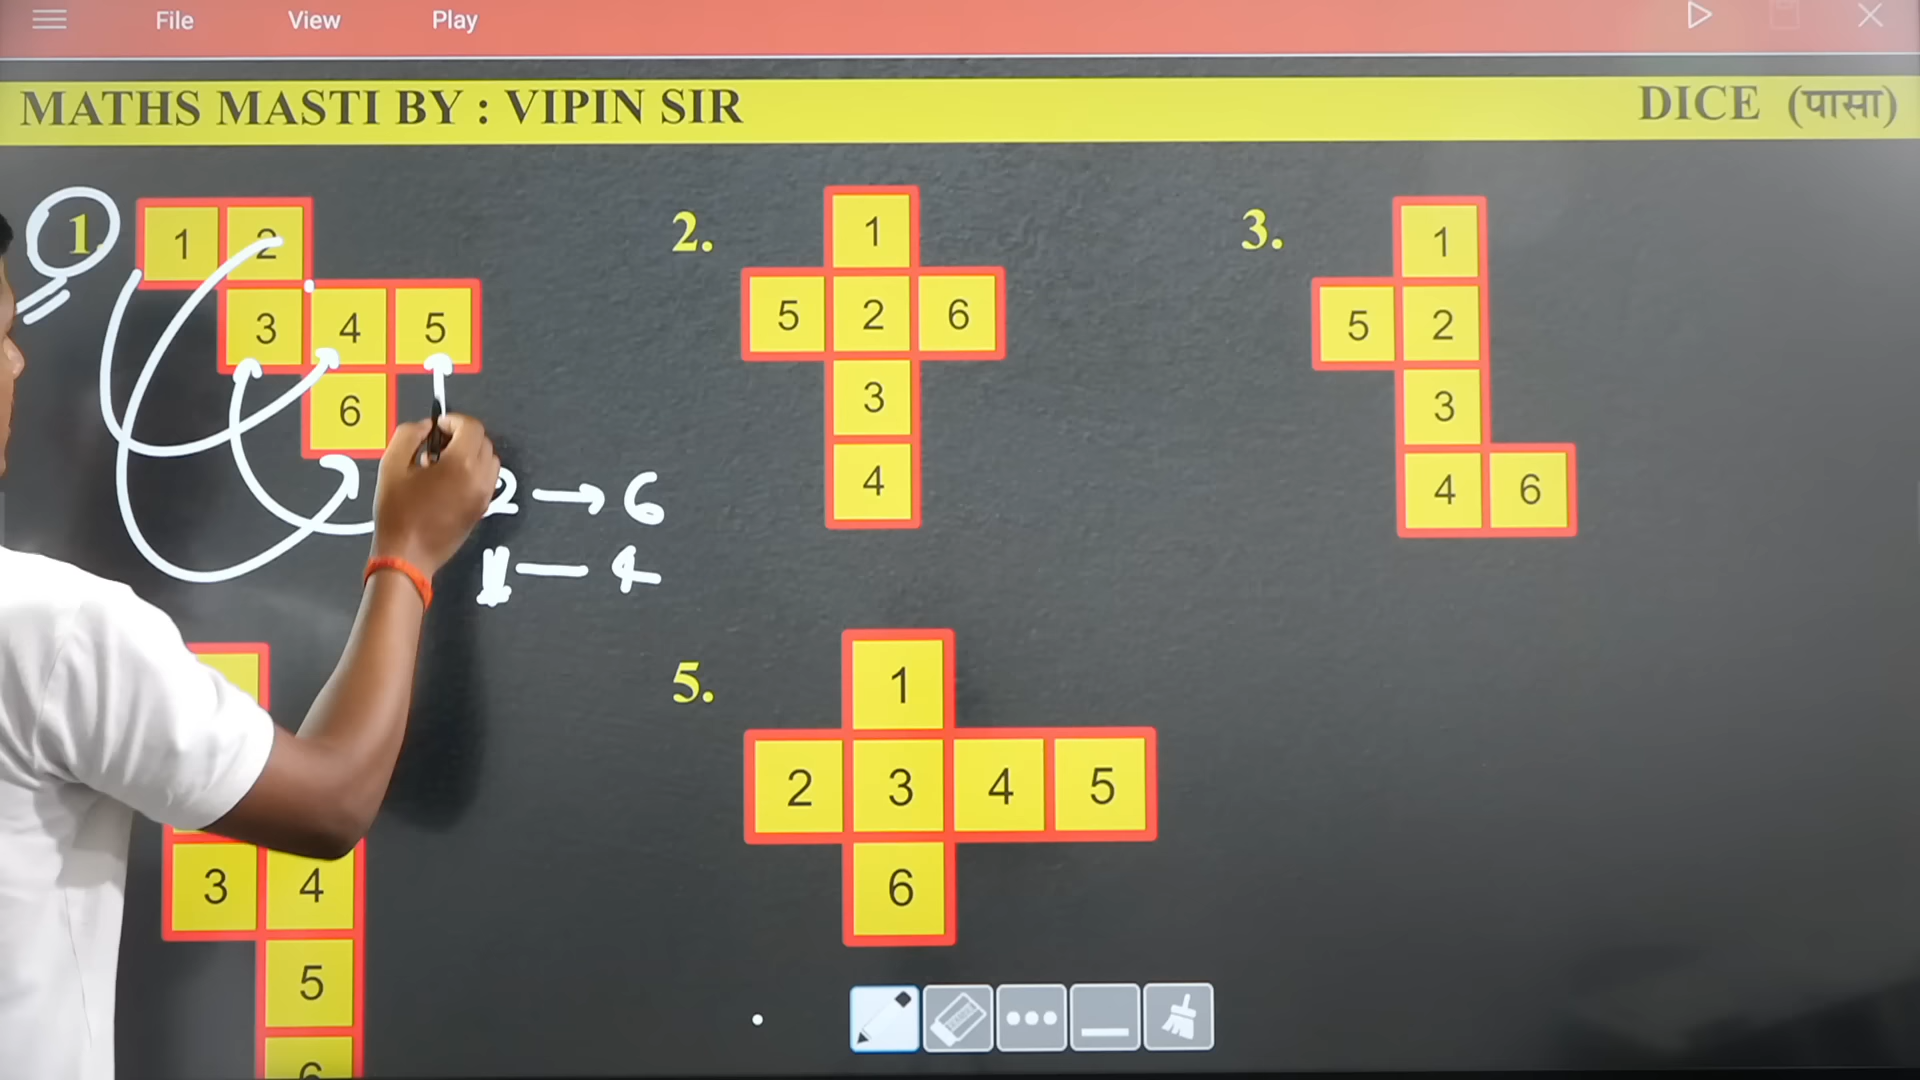 File View Play
MATHS MASTI BY : VIPIN SIR DICE (पासा)
1.
1 2
3 4 5
6
2 → 6
1 — 4
2.
1
5 2 6
3
4
3.
1
5 2
3
4 6
3 4
5
6
5.
1
2 3 4 5
6